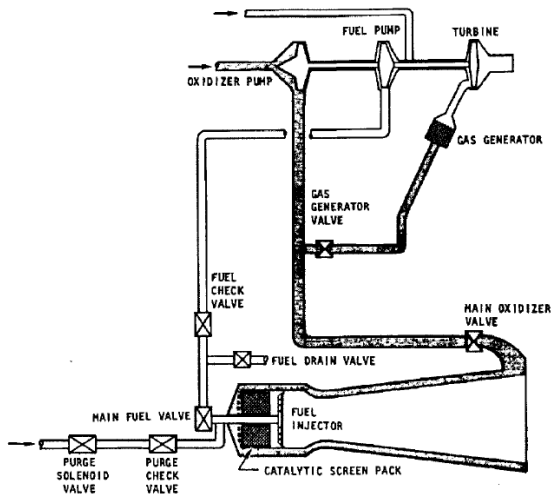 FUEL PUMP
TURBINE
OXIDIZER PUMP
GAS GENERATOR
GAS
GENERATOR
VALVE
FUEL
CHECK
VALVE
MAIN OXIDIZER
VALVE
FUEL DRAIN VALVE
MAIN FUEL VALVE
FUEL
INJECTOR
PURGE
SOLENOID
VALVE
PURGE
CHECK
VALVE
CATALYTIC SCREEN PACK